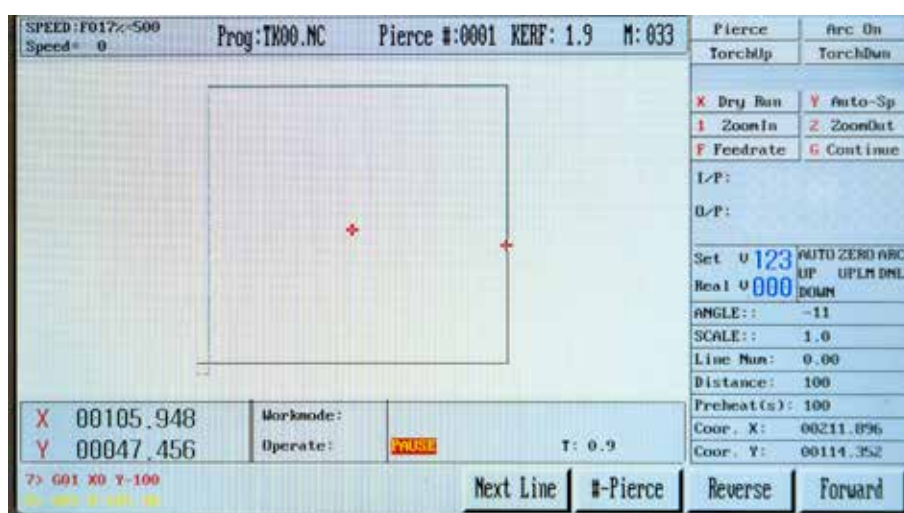 SPEED:F017%=500
Speed= 0
Prog:TK00.NC Pierce #:0001 KERF: 1.9 M:033
Pierce Arc On
TorchUp TorchDwn
X Dry Run Y Auto-Sp
1 ZoomIn 2 ZoomOut
F Feedrate G Continue
I/P:
O/P:
Set V 123 AUTO ZERO ARC
UP UPLM DNL
Real V 000 DOWN
ANGLE:: -11
SCALE:: 1.0
Line Num: 0.00
Distance: 100
Preheat(s): 100
Coor. X: 00211.896
Coor. Y: 00114.352
X 00105.948 Workmode:
Y 00047.456 Operate: PAUSE T: 0.9
7> G01 X0 Y-100
Next Line #-Pierce Reverse Forward